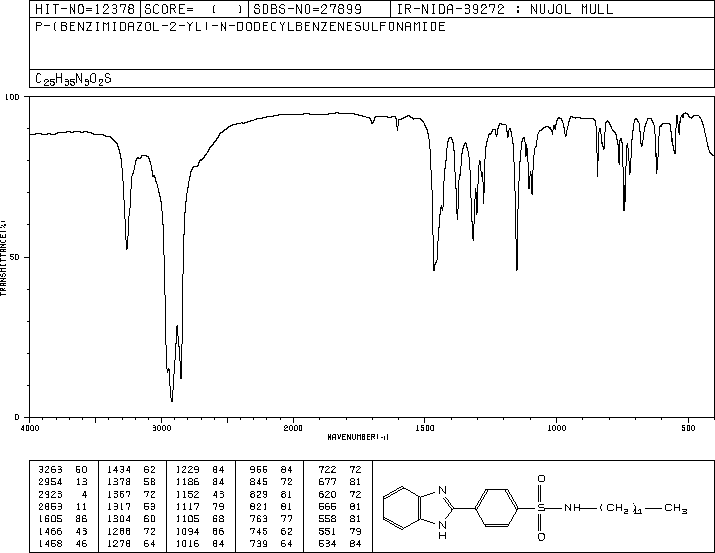 HIT-NO=12378 SCORE= ( ) SDBS-NO=27899 IR-NIDA-39272 : NUJOL MULL
P-(BENZIMIDAZOL-2-YL)-N-DODECYLBENZENESULFONAMIDE
C25H35N3O2S
100
50
0
TRANSMITTANCE(%)
4000 3000 2000 1500 1000 500
WAVENUMBER(-1)
3263 50 1434 62 1229 84 966 84 722 72
2954 13 1378 58 1186 84 845 72 677 81
2923 4 1367 72 1152 43 829 81 620 72
2853 11 1317 53 1117 79 821 81 566 81
1605 86 1304 60 1105 68 763 77 558 81
1466 43 1288 72 1094 66 745 62 551 79
1458 46 1278 64 1016 84 739 64 534 84
N
N
H
O
S
O
NH
(CH2)11
CH3